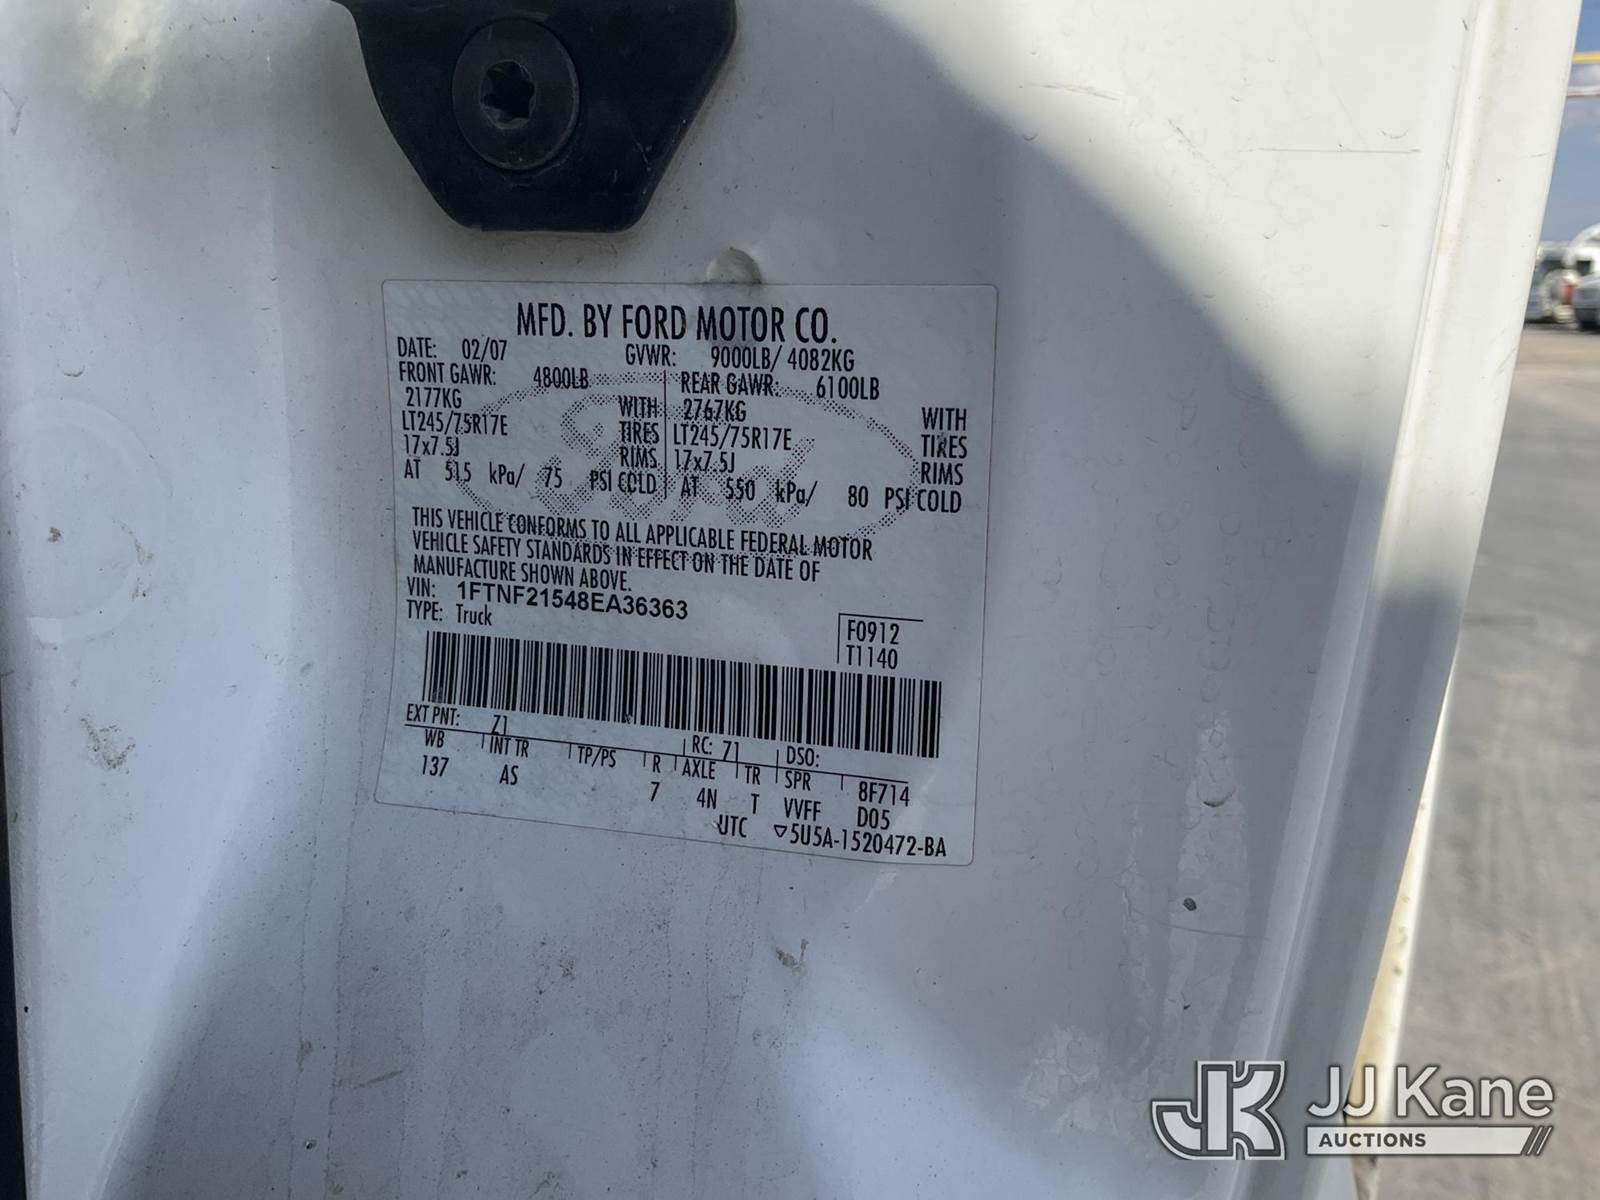 MFD. BY FORD MOTOR CO.
DATE: 02/07 GVWR: 9000LB/ 4082KG
FRONT GAWR: 4800LB REAR GAWR: 6100LB
2177KG WITH 2767KG WITH
LT245/75R17E TIRES LT245/75R17E TIRES
17x7.5J RIMS 17x7.5J RIMS
AT 515 kPa/ 75 PSI COLD AT 550 kPa/ 80 PSI COLD
THIS VEHICLE CONFORMS TO ALL APPLICABLE FEDERAL MOTOR
VEHICLE SAFETY STANDARDS IN EFFECT ON THE DATE OF
MANUFACTURE SHOWN ABOVE.
VIN: 1FTNF21548EA36363
TYPE: Truck
F0912
T1140
EXT PNT: Z1 RC: 71 DSO:
WB INT TR TP/PS R AXLE TR SPR 8F714
137 AS 7 4N T VVFF D05
UTC ▽5U5A-1520472-BA
Ford
JK JJ Kane
AUCTIONS